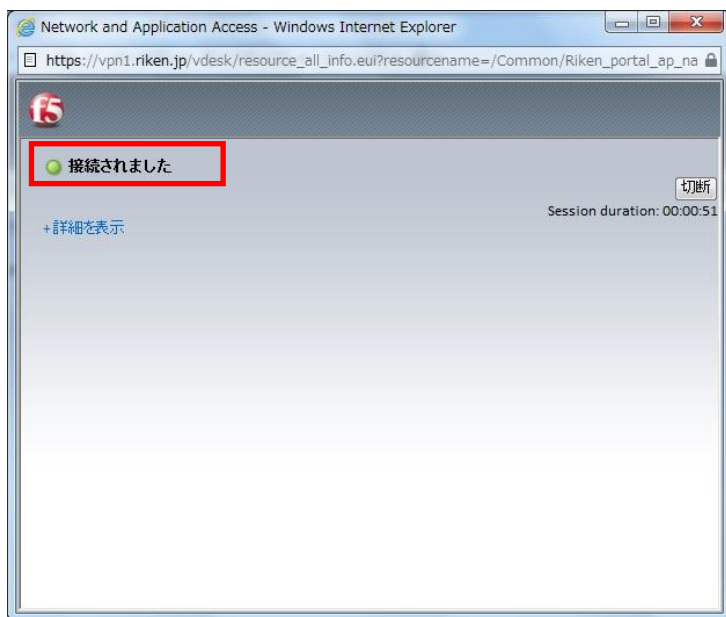 Network and Application Access - Windows Internet Explorer
https://vpn1.riken.jp/vdesk/resource_all_info.eui?resourcename=/Common/Riken_portal_ap_na
f5
接続されました
切断
Session duration: 00:00:51
+詳細を表示